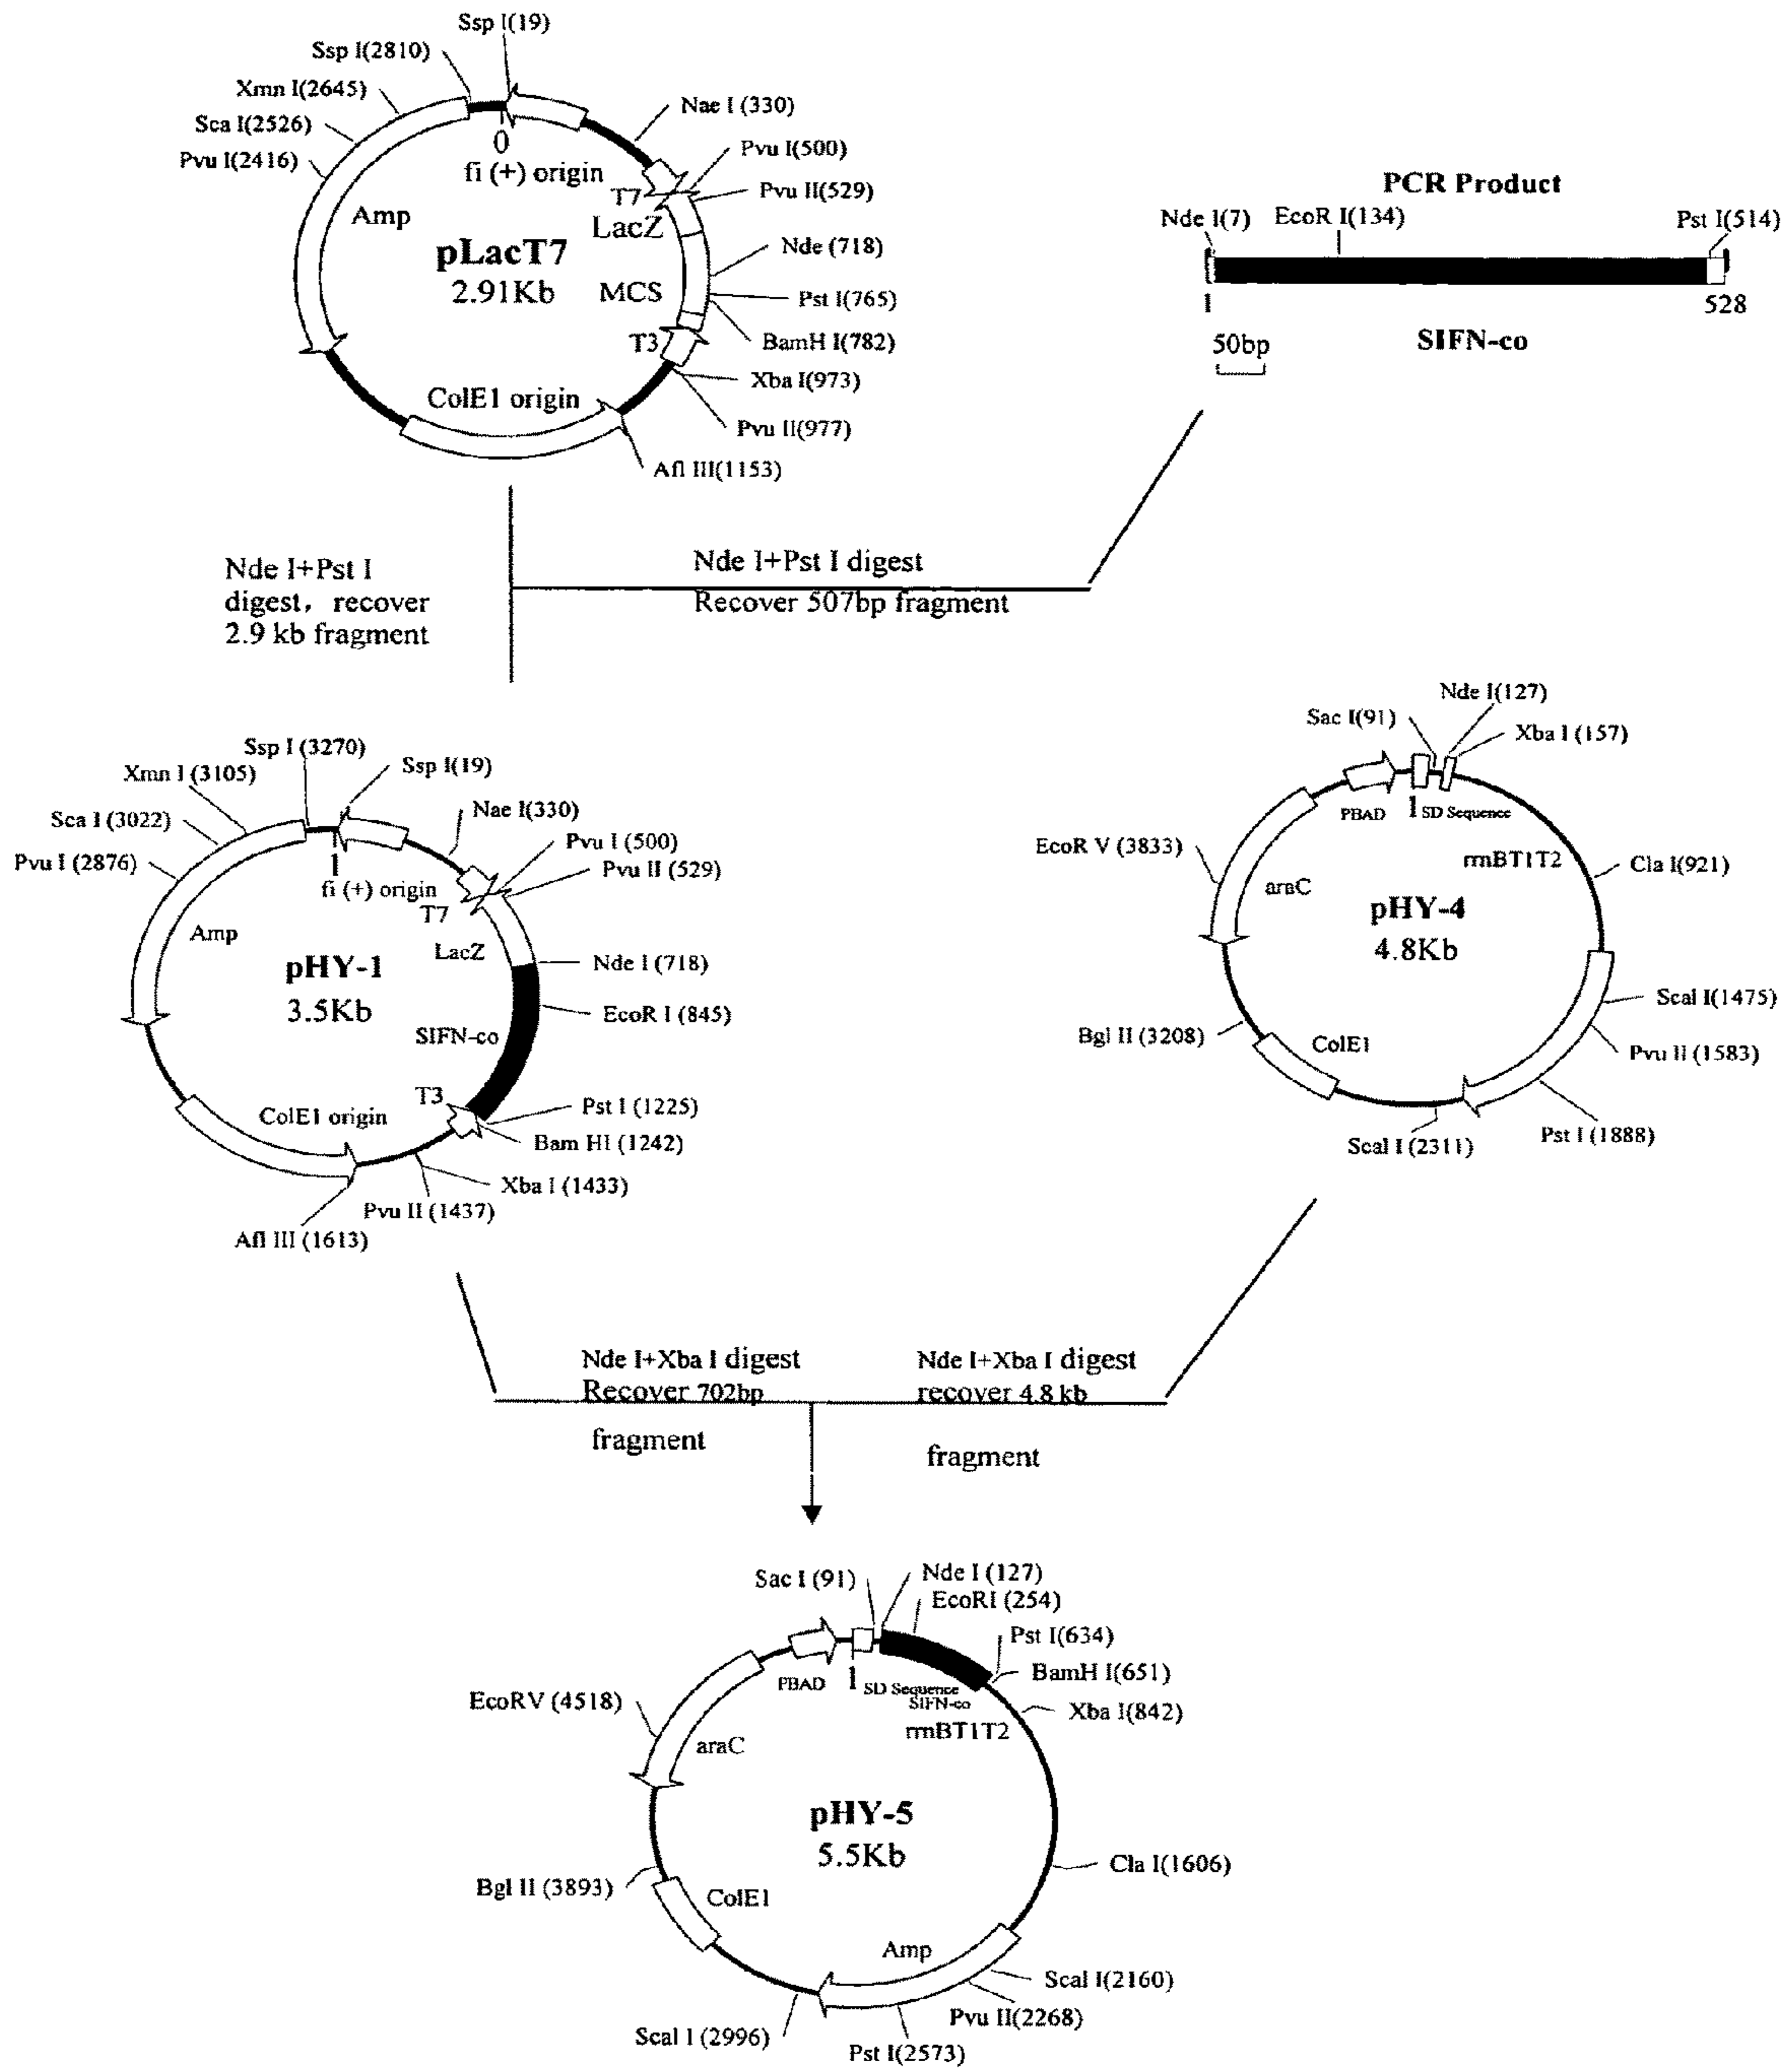 Ssp I(19)
Ssp I(2810)
Xmn I(2645)
Sca I(2526)
Pvu I(2416)
Nae I (330)
Pvu I(500)
Pvu II(529)
Nde (718)
Pst I(765)
BamH I(782)
Xba I(973)
Pvu II(977)
Afl III(1153)
0
fi (+) origin
T7
LacZ
Amp
pLacT7
2.91Kb
MCS
T3
ColE1 origin
PCR Product
Nde I(7)
EcoR I(134)
Pst I(514)
1
528
50bp
SIFN-co
Nde I+Pst I
digest, recover
2.9 kb fragment
Nde I+Pst I digest
Recover 507bp fragment
Ssp I (3270)
Xmn I (3105)
Sca I (3022)
Pvu I (2876)
Ssp I(19)
Nae I(330)
Pvu I (500)
Pvu II (529)
Nde I (718)
EcoR I (845)
Pst I (1225)
Bam HI (1242)
Xba I (1433)
Pvu II (1437)
Afl III (1613)
1
fi (+) origin
T7
Amp
LacZ
pHY-1
3.5Kb
SIFN-co
T3
ColE1 origin
Nde I(127)
Sac I(91)
Xba I (157)
PBAD
1
SD Sequence
EcoR V (3833)
rrnBT1T2
Cla I(921)
araC
pHY-4
4.8Kb
Scal I(1475)
Bgl II (3208)
ColE1
Pvu II (1583)
Pst I (1888)
Scal I (2311)
Nde I+Xba I digest
Recover 702bp
fragment
Nde I+Xba I digest
recover 4.8 kb
fragment
Sac I (91)
Nde I (127)
EcoRI (254)
Pst I(634)
BamH I(651)
Xba I(842)
PBAD
1
SD Sequence
SIFN-co
rrnBT1T2
EcoRV (4518)
araC
pHY-5
5.5Kb
Cla I(1606)
Bgl II (3893)
ColE1
Amp
Scal I(2160)
Pvu II(2268)
Scal I (2996)
Pst I(2573)